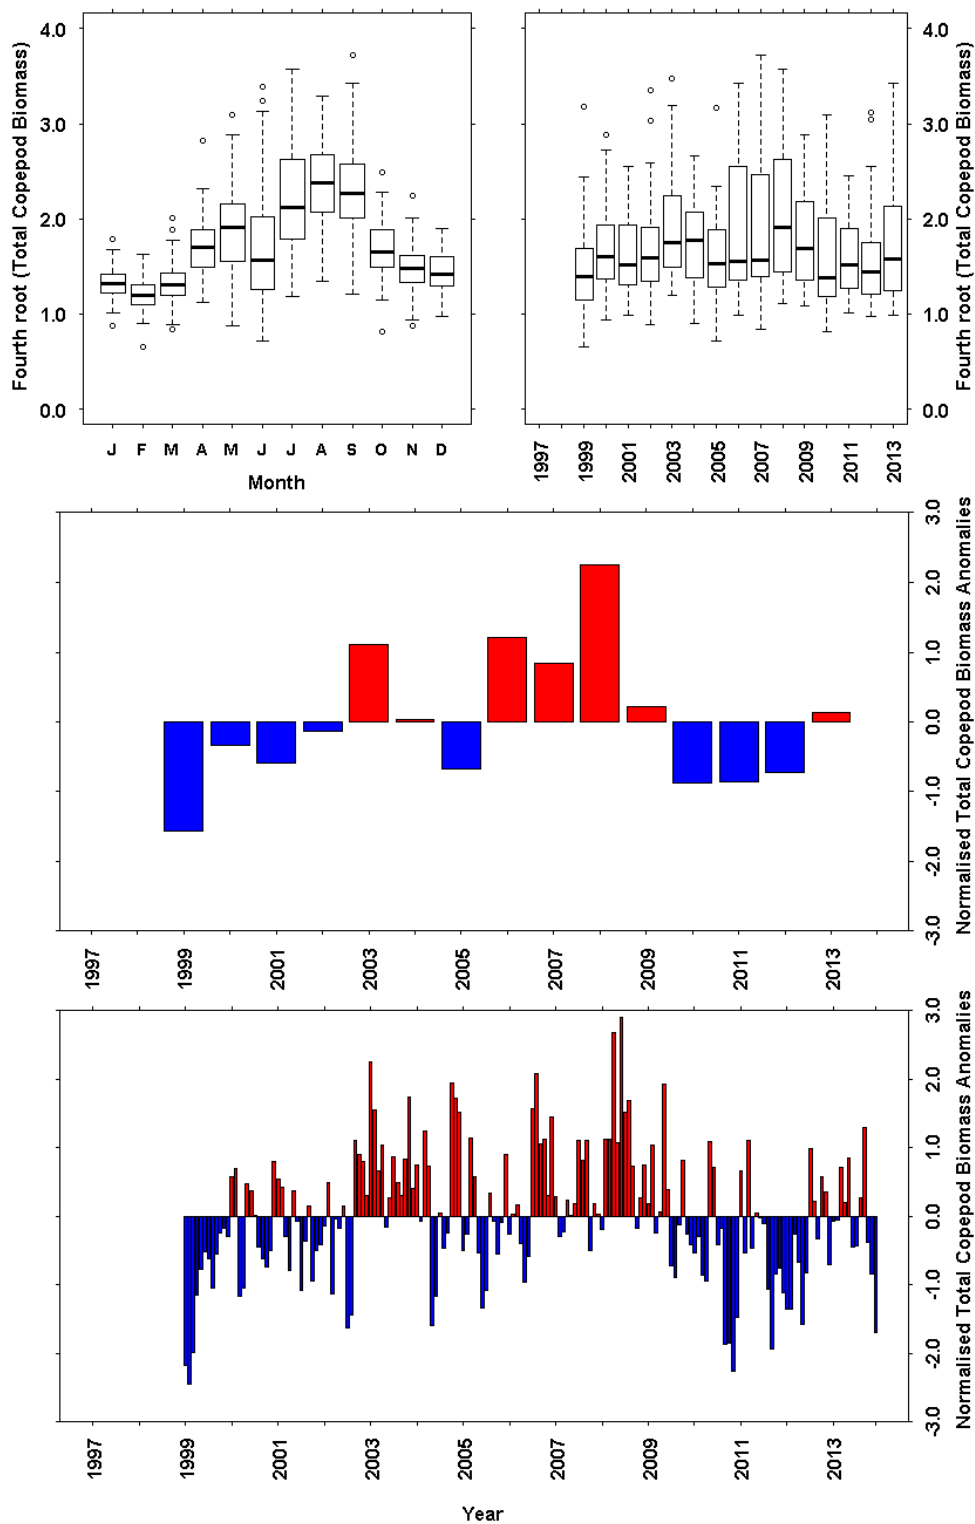 Fourth root (Total Copepod Biomass)
4.0
3.0
2.0
1.0
0.0
J F M A M J J A S O N D
Month
4.0
3.0
2.0
1.0
0.0
Fourth root (Total Copepod Biomass)
1997 1999 2001 2003 2005 2007 2009 2011 2013
3.0
2.0
1.0
0.0
-1.0
-2.0
-3.0
Normalised Total Copepod Biomass Anomalies
1997 1999 2001 2003 2005 2007 2009 2011 2013
3.0
2.0
1.0
0.0
-1.0
-2.0
-3.0
Normalised Total Copepod Biomass Anomalies
1997 1999 2001 2003 2005 2007 2009 2011 2013
Year